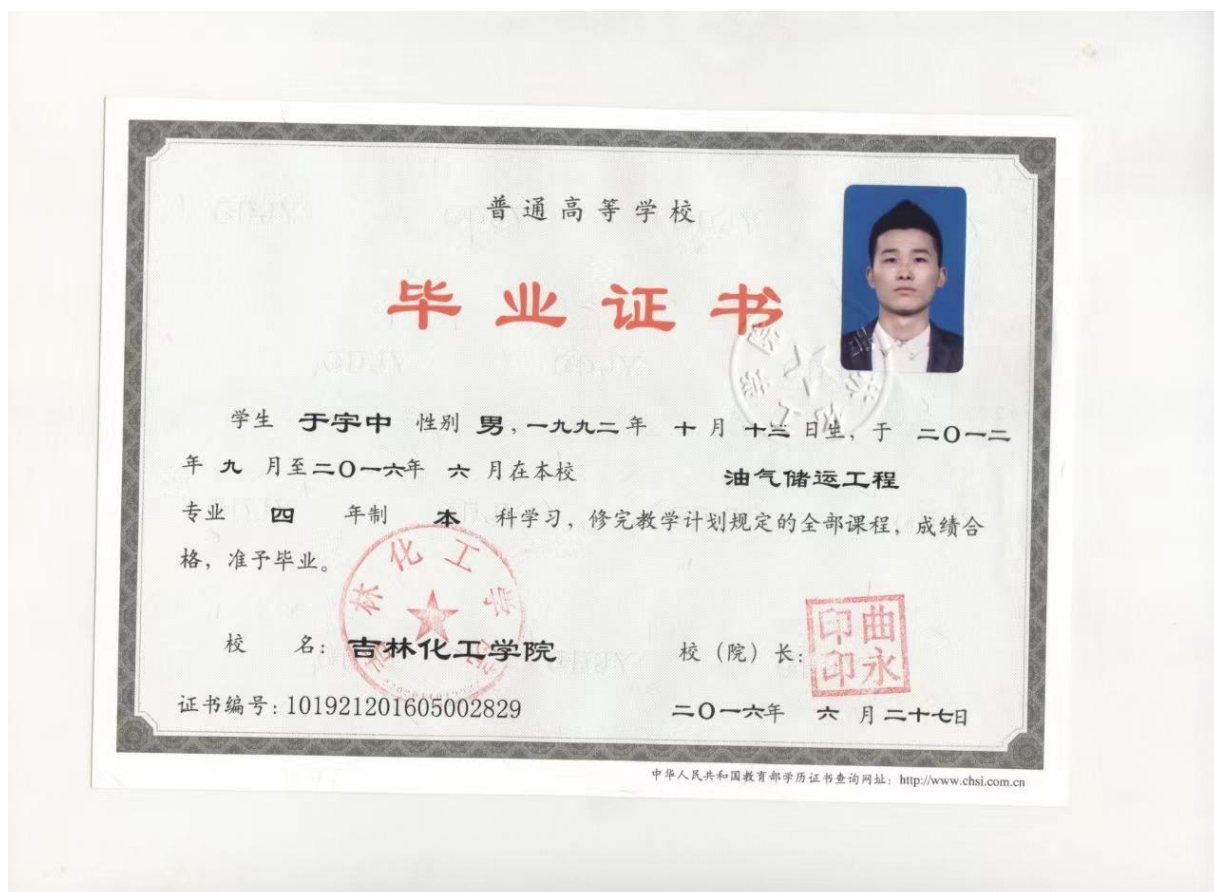 普通高等学校
毕业证书
学生 于宇中 性别 男，一九九二年 十 月 十三 日生，于 二〇一二
年 九 月至二〇一六年 六 月在本校 油气储运工程
专业 四 年制 本 科学习，修完教学计划规定的全部课程，成绩合
格，准予毕业。
吉林化工学院
校 名：吉林化工学院 校（院）长：
曲永印印
证书编号：101921201605002829 二〇一六年 六 月二十七日
中华人民共和国教育部学历证书查询网址：http://www.chsi.com.cn